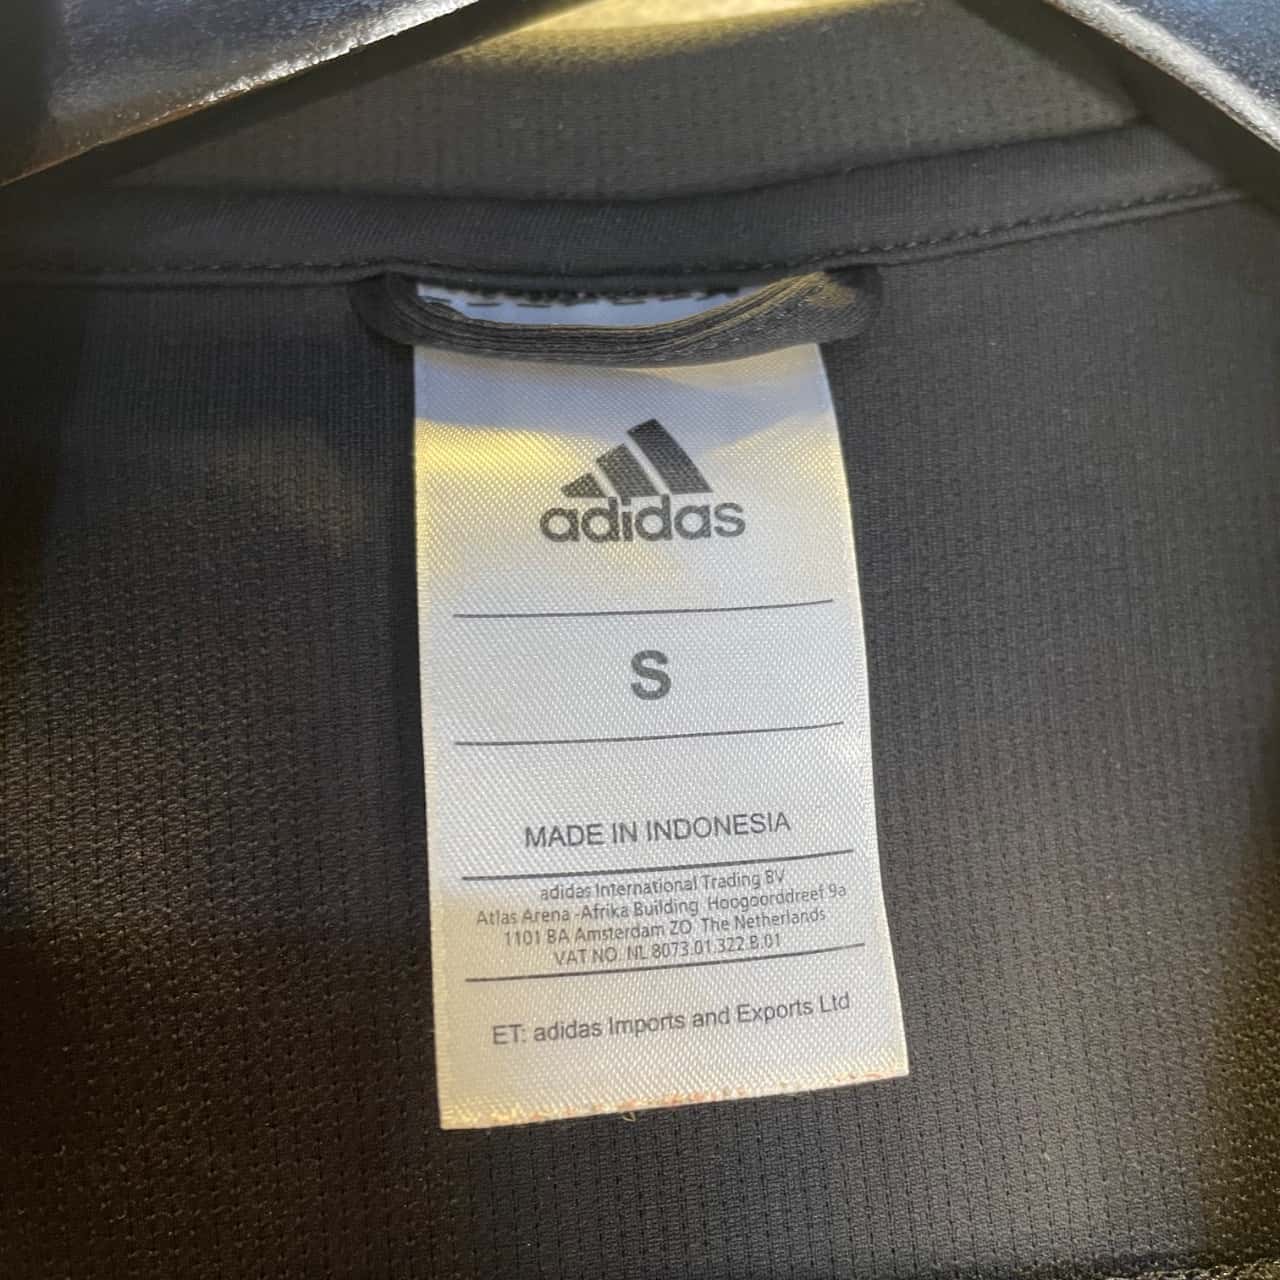 adidas
S
MADE IN INDONESIA
adidas International Trading BV
Atlas Arena -Afrika Building Hoogoorddreef 9a
1101 BA Amsterdam ZO The Netherlands
VAT NO. NL 8073.01.322.B.01
ET: adidas Imports and Exports Ltd